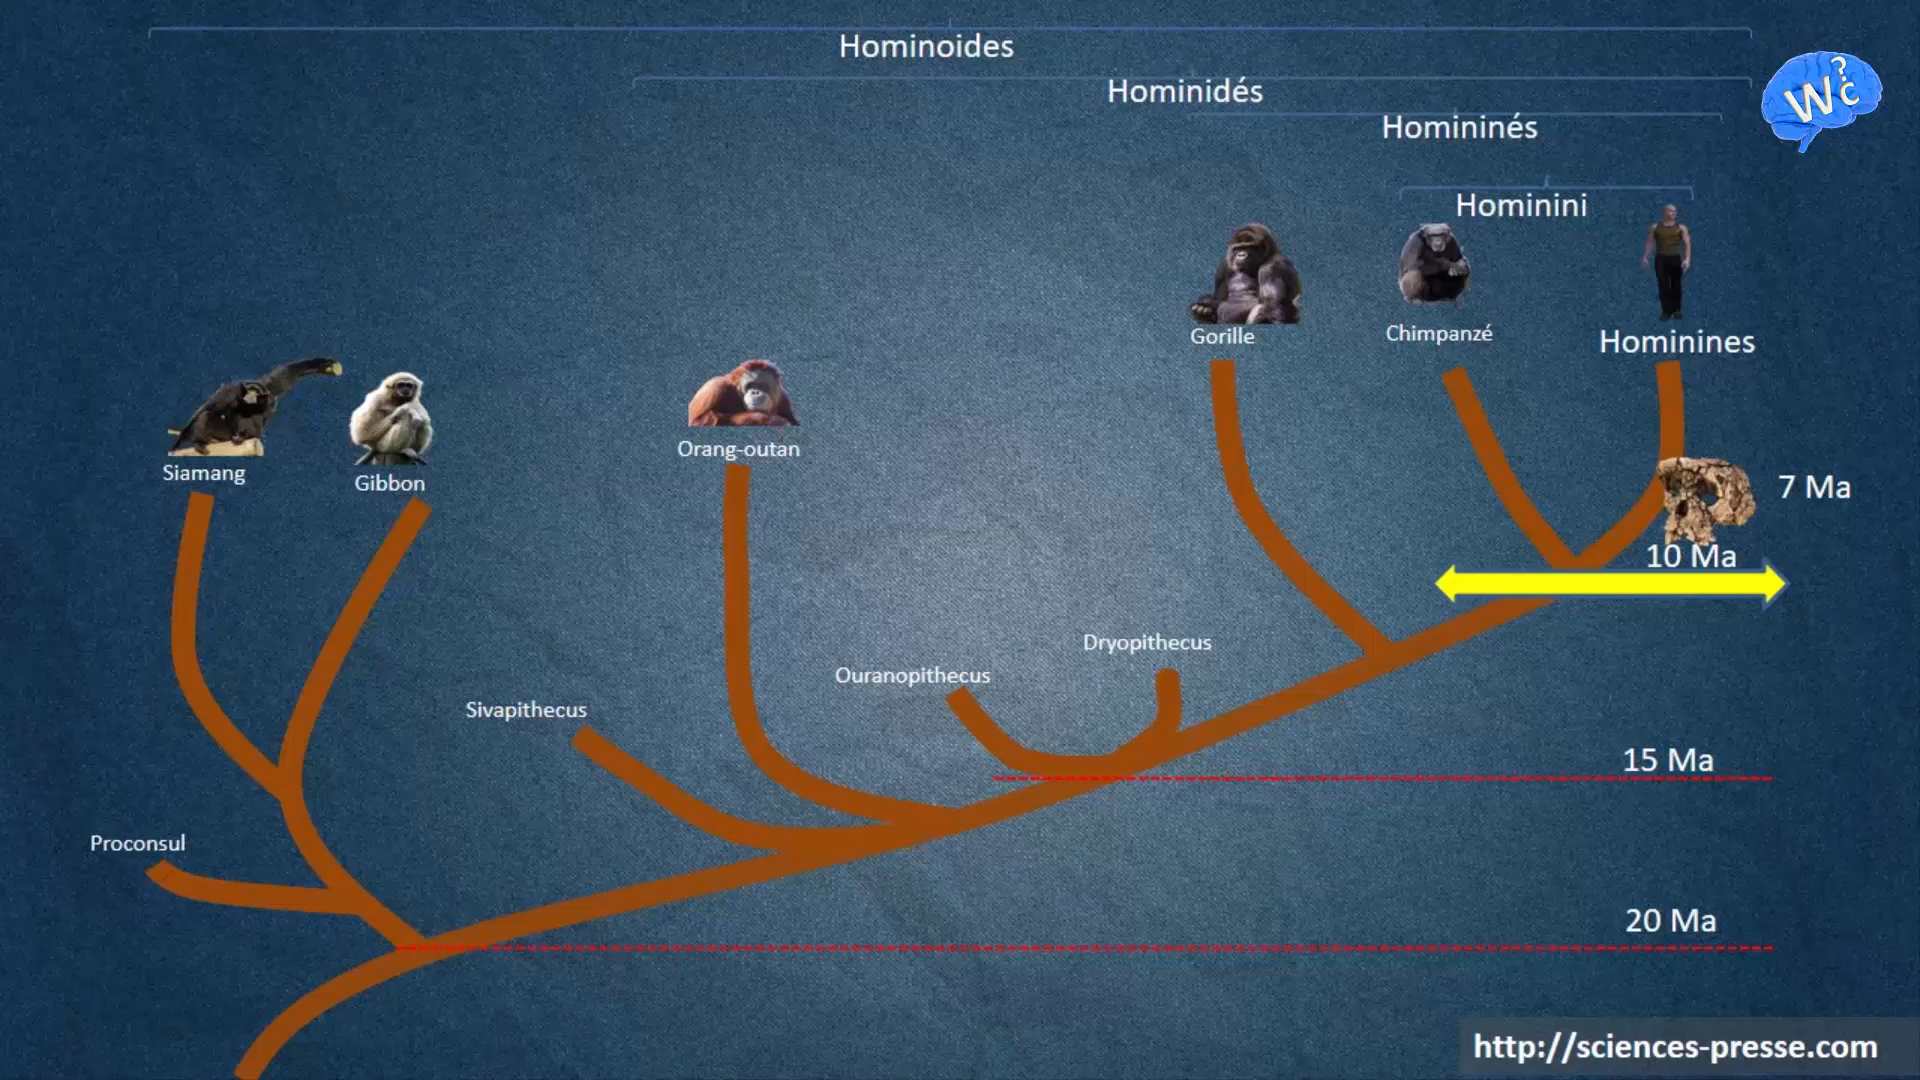 Hominoides
Hominidés
Homininés
Hominini
W?c
Gorille
Chimpanzé
Hominines
Siamang
Gibbon
Orang-outan
7 Ma
10 Ma
Dryopithecus
Ouranopithecus
Sivapithecus
15 Ma
Proconsul
20 Ma
http://sciences-presse.com